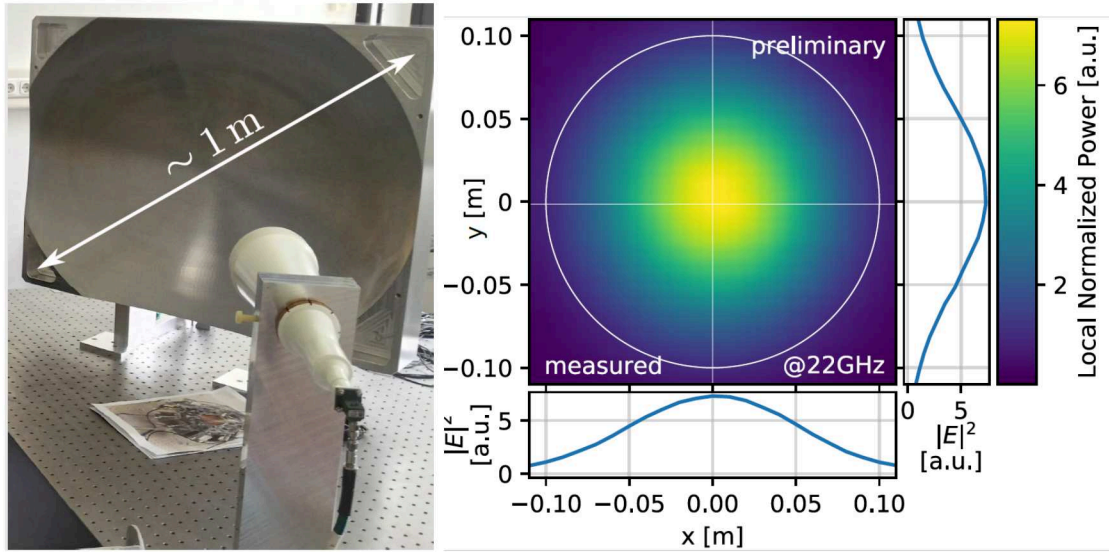 ~ 1 m
0.10
0.05
0
−0.05
−0.10
y [m]
preliminary
measured
@22GHz
0
5
|E|²
[a.u.]
6
4
2
Local Normalized Power [a.u.]
5
0
|E|²
[a.u.]
−0.10
−0.05
0.00
0.05
0.10
x [m]